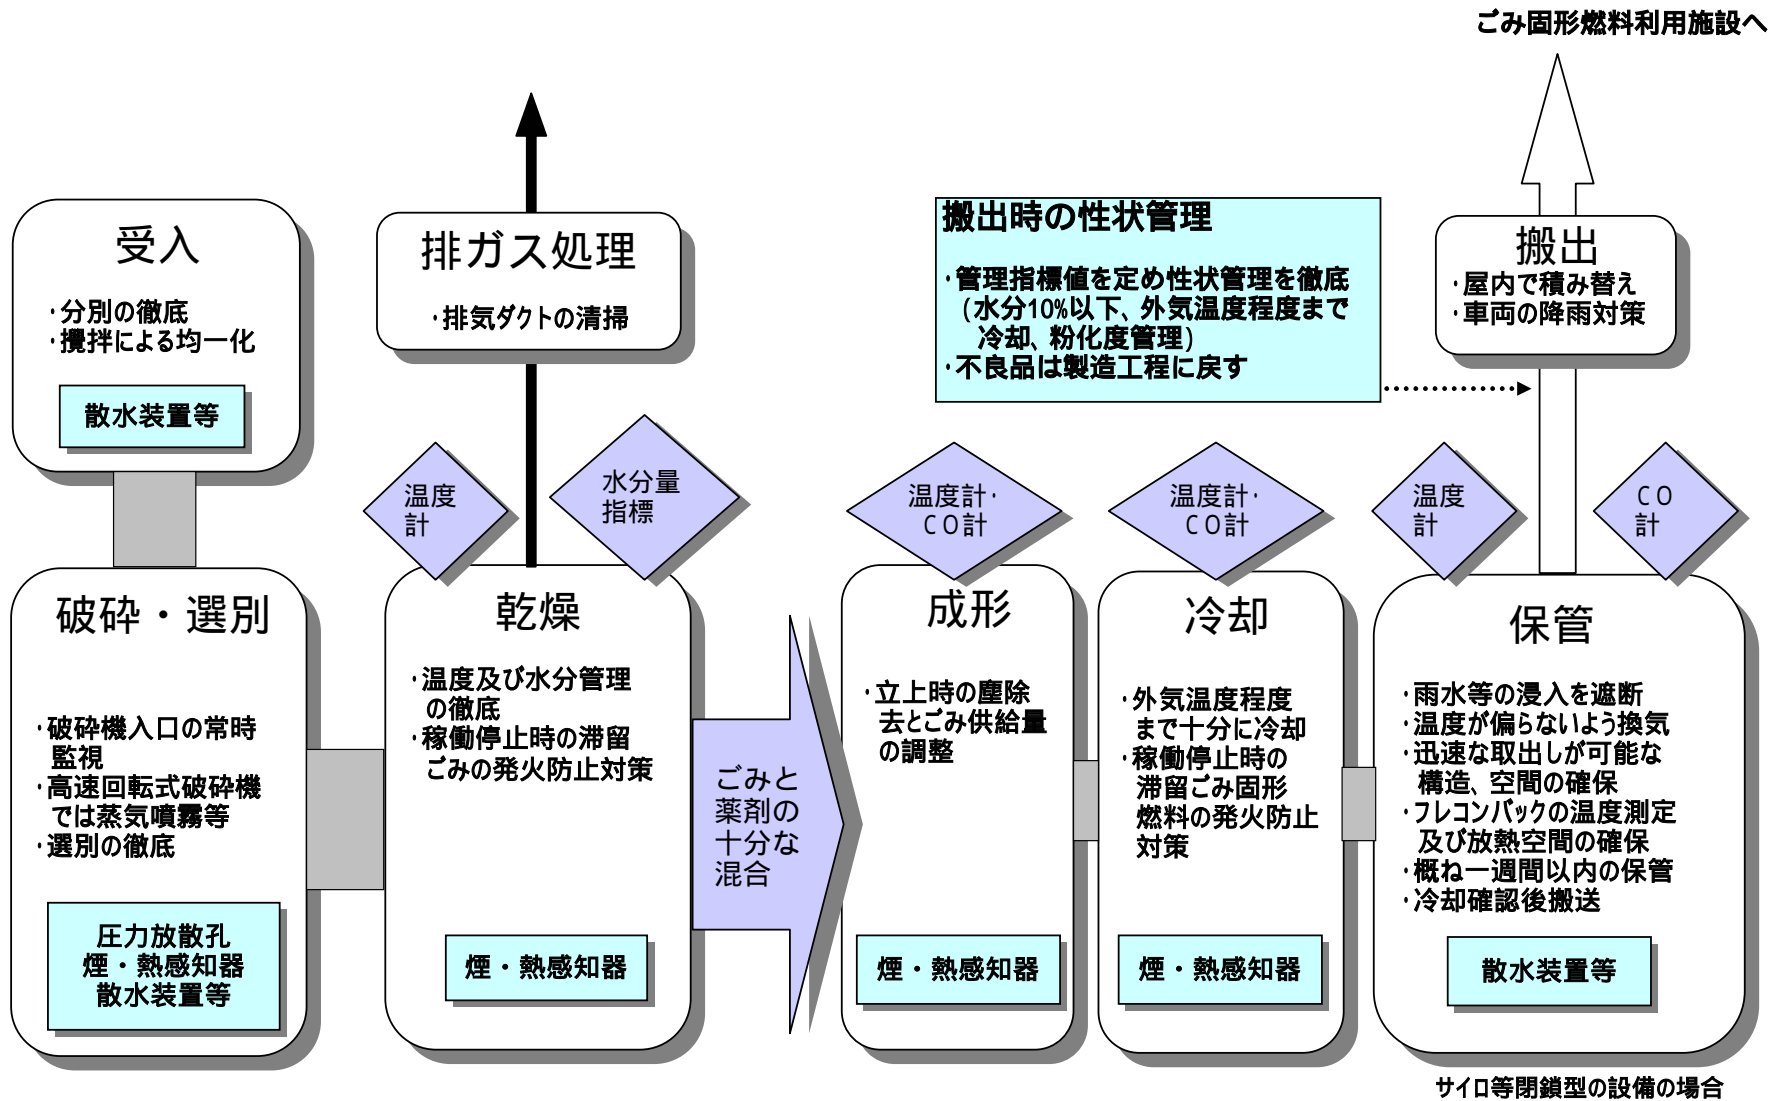 ごみ固形燃料利用施設へ
受入
・分別の徹底
・攪拌による均一化
散水装置等
排ガス処理
・排気ダクトの清掃
搬出時の性状管理
・管理指標値を定め性状管理を徹底
(水分10%以下、外気温度程度まで
冷却、粉化度管理)
・不良品は製造工程に戻す
搬出
・屋内で積み替え
・車両の降雨対策
温度
計
水分量
指標
温度計・
CO計
温度計・
CO計
温度
計
CO
計
破砕・選別
・破砕機入口の常時
監視
・高速回転式破砕機
では蒸気噴霧等
・選別の徹底
圧力放散孔
煙・熱感知器
散水装置等
乾燥
・温度及び水分管理
の徹底
・稼働停止時の滞留
ごみの発火防止対策
煙・熱感知器
ごみと
薬剤の
十分な
混合
成形
・立上時の塵除
去とごみ供給量
の調整
煙・熱感知器
冷却
・外気温度程度
まで十分に冷却
・稼働停止時の
滞留ごみ固形
燃料の発火防止
対策
煙・熱感知器
保管
・雨水等の浸入を遮断
・温度が偏らないよう換気
・迅速な取出しが可能な
構造、空間の確保
・フレコンバックの温度測定
及び放熱空間の確保
・概ね一週間以内の保管
・冷却確認後搬送
散水装置等
サイロ等閉鎖型の設備の場合